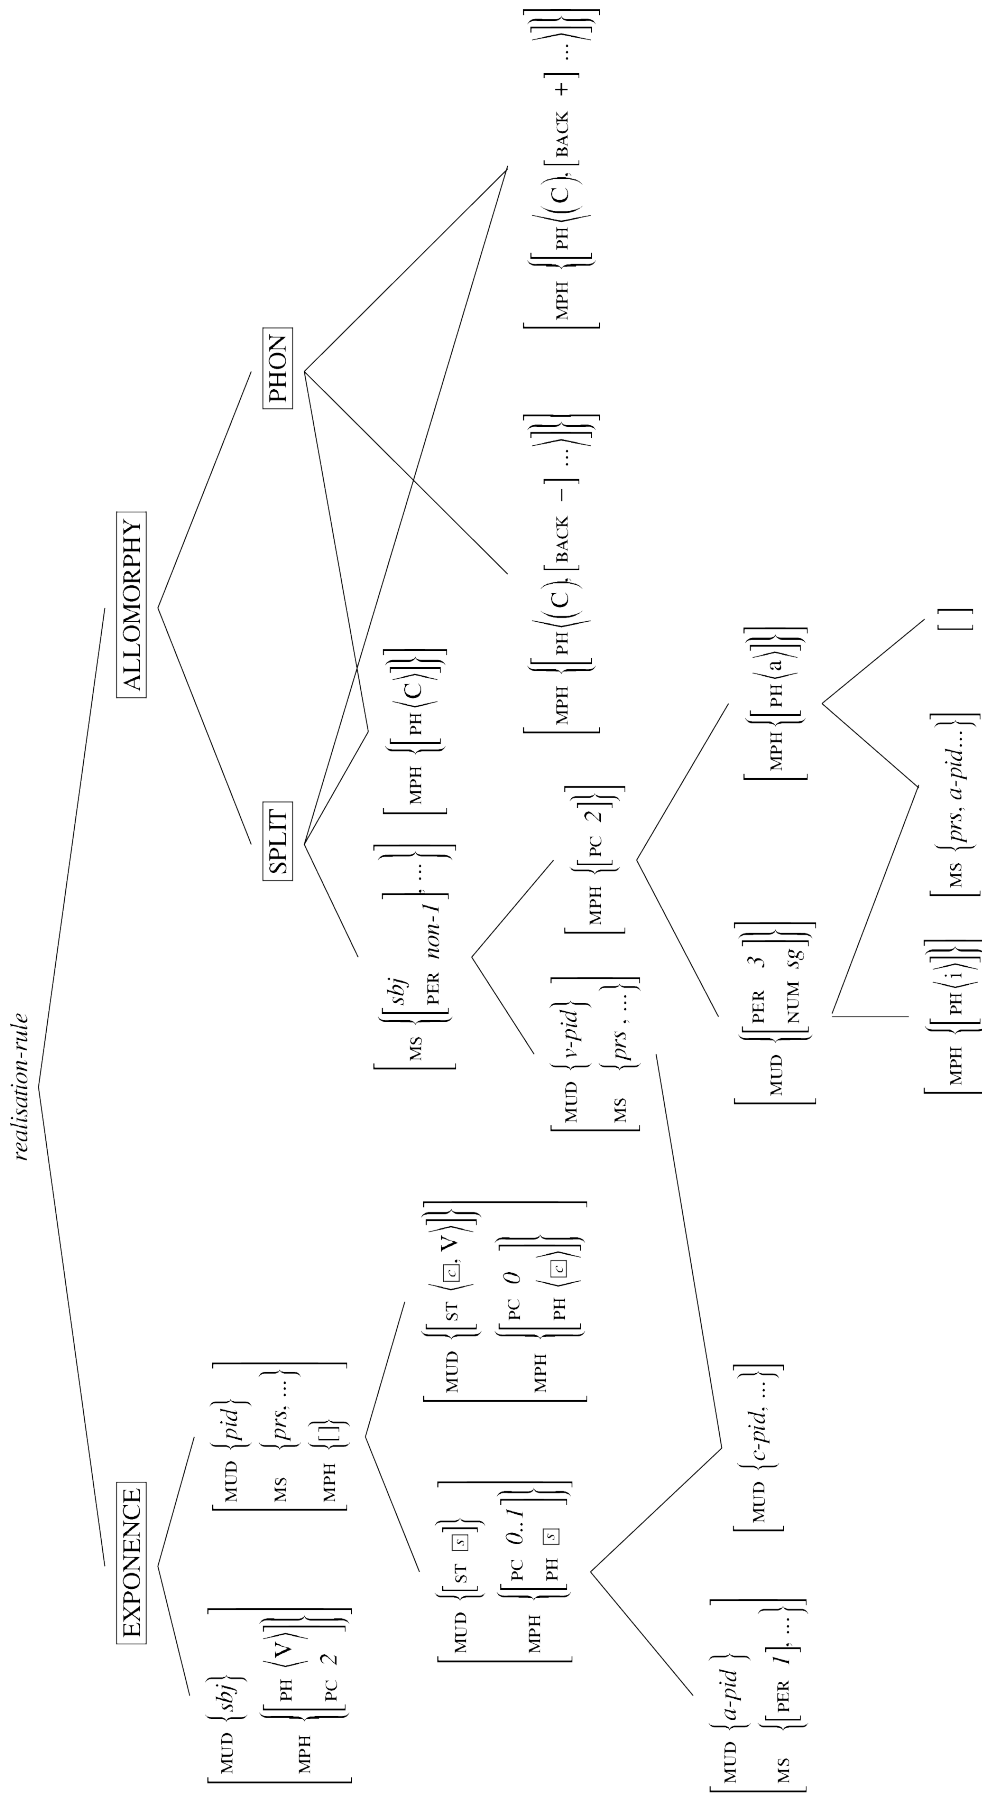 realisation-rule
EXPONENCE
ALLOMORPHY
SPLIT
PHON
[MUD {sbj}
MPH {[PH ⟨V⟩
PC 2]}]
[MUD {pid}
MS {prs, ...}
MPH {[]}]
[MS {[sbj
PER non-1], ...}]
[MPH {[PH ⟨C⟩]}]
[MPH {[PH ⟨(C), [BACK −] ...⟩]}]
[MPH {[PH ⟨(C), [BACK +] ...⟩]}]
[MUD {[ST s]}
MPH {[PC 0..1
PH s]}]
[MUD {[ST ⟨c, V⟩]}
MPH {[PC 0
PH ⟨c⟩]}]
[MUD {v-pid}
MS {prs, ...}]
[MPH {[PC 2]}]
[MUD {a-pid}
MS {[PER 1], ...}]
[MUD {c-pid, ...}]
[MUD {[PER 3
NUM sg]}]
[MPH {[PH ⟨a⟩]}]
[MPH {[PH ⟨i⟩]}]
[MS {prs, a-pid...}]
[ ]